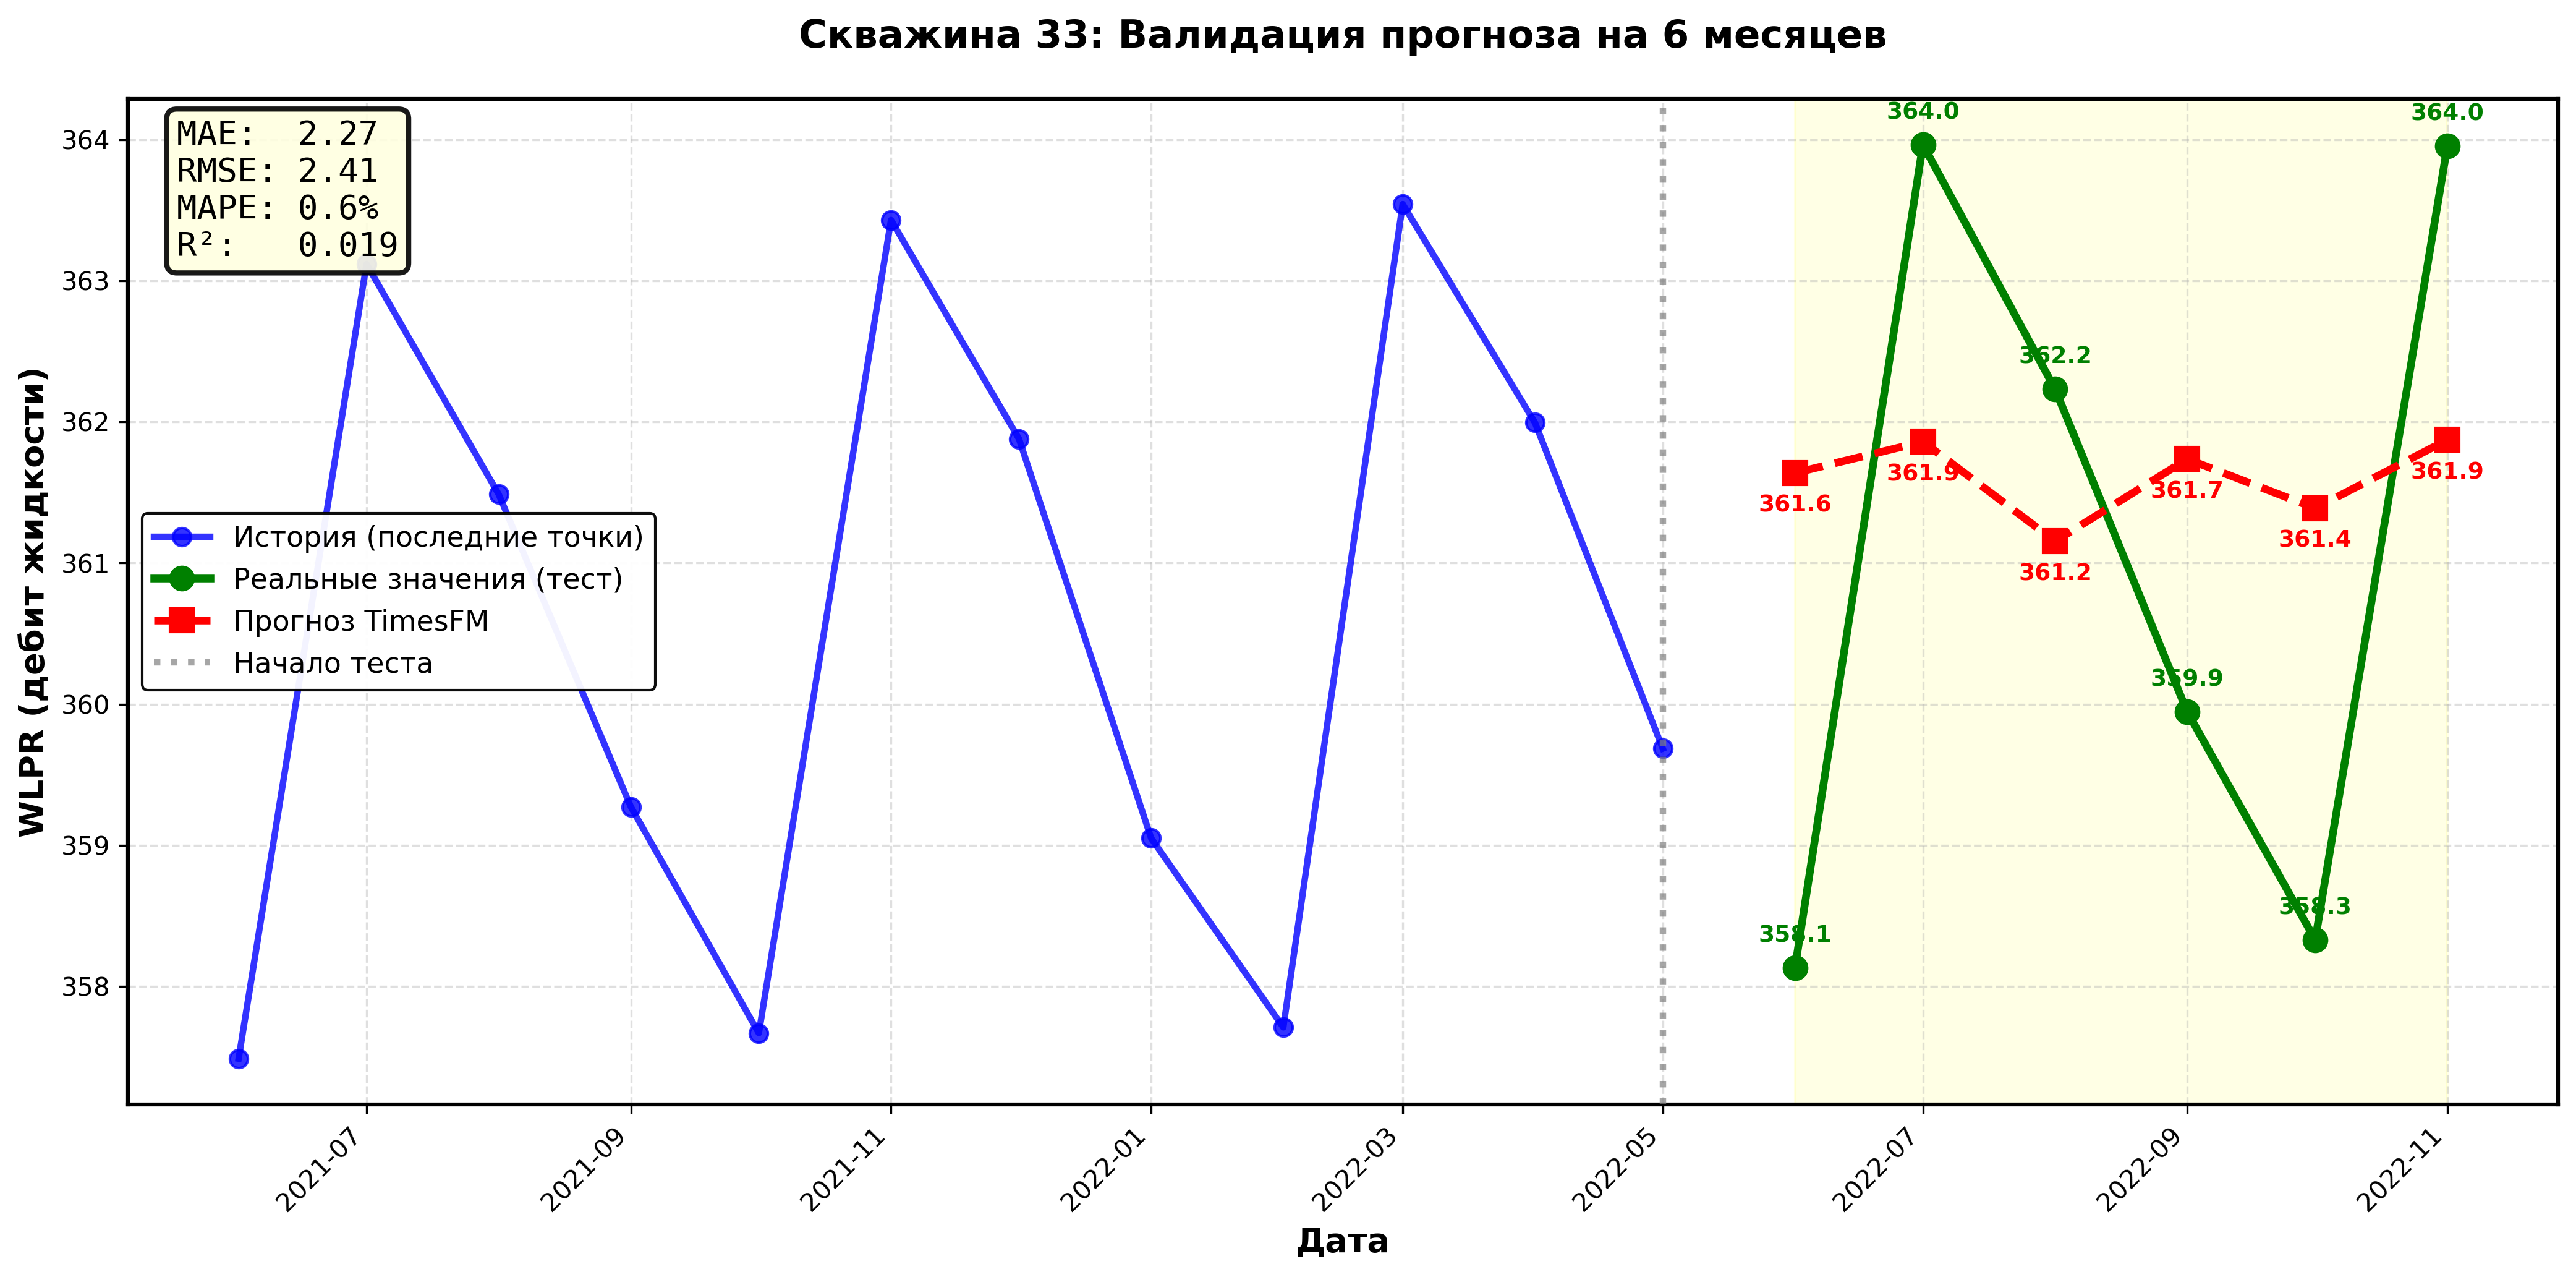 Скважина 33: Валидация прогноза на 6 месяцев
MAE: 2.27
RMSE: 2.41
MAPE: 0.6%
R²: 0.019
WLPR (дебит жидкости)
364
363
362
361
360
359
358
История (последние точки)
Реальные значения (тест)
Прогноз TimesFM
Начало теста
358.1
364.0
362.2
359.9
358.3
364.0
361.6
361.9
361.2
361.7
361.4
361.9
2021-07
2021-09
2021-11
2022-01
2022-03
2022-05
2022-07
2022-09
2022-11
Дата